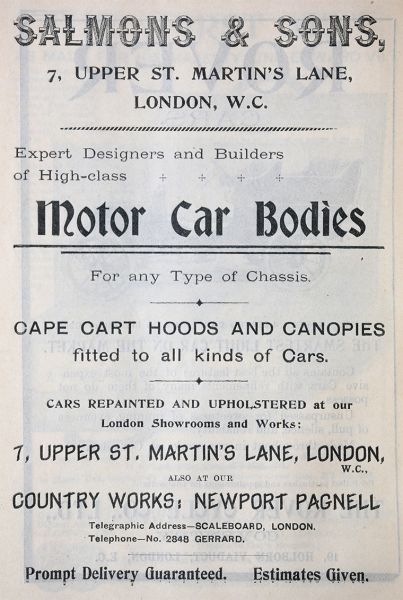 SALMONS & SONS,
7, UPPER ST. MARTIN'S LANE,
LONDON, W.C.
Expert Designers and Builders
of High-class + + + +
Motor Car Bodies
For any Type of Chassis.
CAPE CART HOODS AND CANOPIES
fitted to all kinds of Cars.
CARS REPAINTED AND UPHOLSTERED at our
London Showrooms and Works:
7, UPPER ST. MARTIN'S LANE, LONDON,
W.C.,
ALSO AT OUR
COUNTRY WORKS; NEWPORT PAGNELL
Telegraphic Address—SCALEBOARD, LONDON.
Telephone—No. 2848 GERRARD.
Prompt Delivery Guaranteed. Estimates Given.